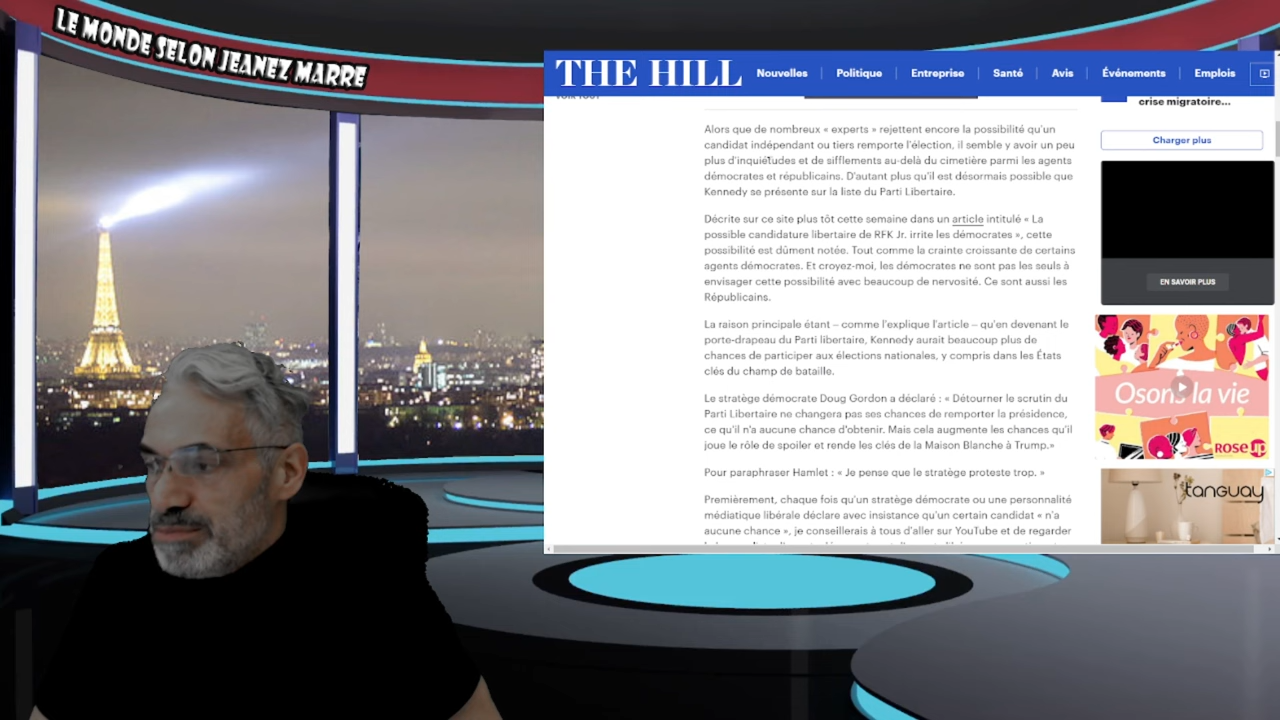 LE MONDE SELON JEANEZ MARRE
THE HILL
Nouvelles
Politique
Entreprise
Santé
Avis
Événements
Emplois
crise migratoire...
Charger plus
Alors que de nombreux « experts » rejettent encore la possibilité qu'un
candidat indépendant ou tiers remporte l'élection, il semble y avoir un peu
plus d'inquiétudes et de sifflements au-delà du cimetière parmi les agents
démocrates et républicains. D'autant plus qu'il est désormais possible que
Kennedy se présente sur la liste du Parti Libertaire.
Décrite sur ce site plus tôt cette semaine dans un article intitulé « La
possible candidature libertaire de RFK Jr. irrite les démocrates », cette
possibilité est dûment notée. Tout comme la crainte croissante de certains
agents démocrates. Et croyez-moi, les démocrates ne sont pas les seuls à
envisager cette possibilité avec beaucoup de nervosité. Ce sont aussi les
Républicains.
La raison principale étant – comme l'explique l'article – qu'en devenant le
porte-drapeau du Parti libertaire, Kennedy aurait beaucoup plus de
chances de participer aux élections nationales, y compris dans les États
clés du champ de bataille.
Le stratège démocrate Doug Gordon a déclaré : « Détourner le scrutin du
Parti Libertaire ne changera pas ses chances de remporter la présidence,
ce qu'il n'a aucune chance d'obtenir. Mais cela augmente les chances qu'il
joue le rôle de spoiler et rende les clés de la Maison Blanche à Trump.»
Pour paraphraser Hamlet : « Je pense que le stratège proteste trop. »
Premièrement, chaque fois qu'un stratège démocrate ou une personnalité
médiatique libérale déclare avec insistance qu'un certain candidat « n'a
aucune chance », je conseillerais à tous d'aller sur YouTube et de regarder
EN SAVOIR PLUS
Osons la vie
ROSEUP
tanguay